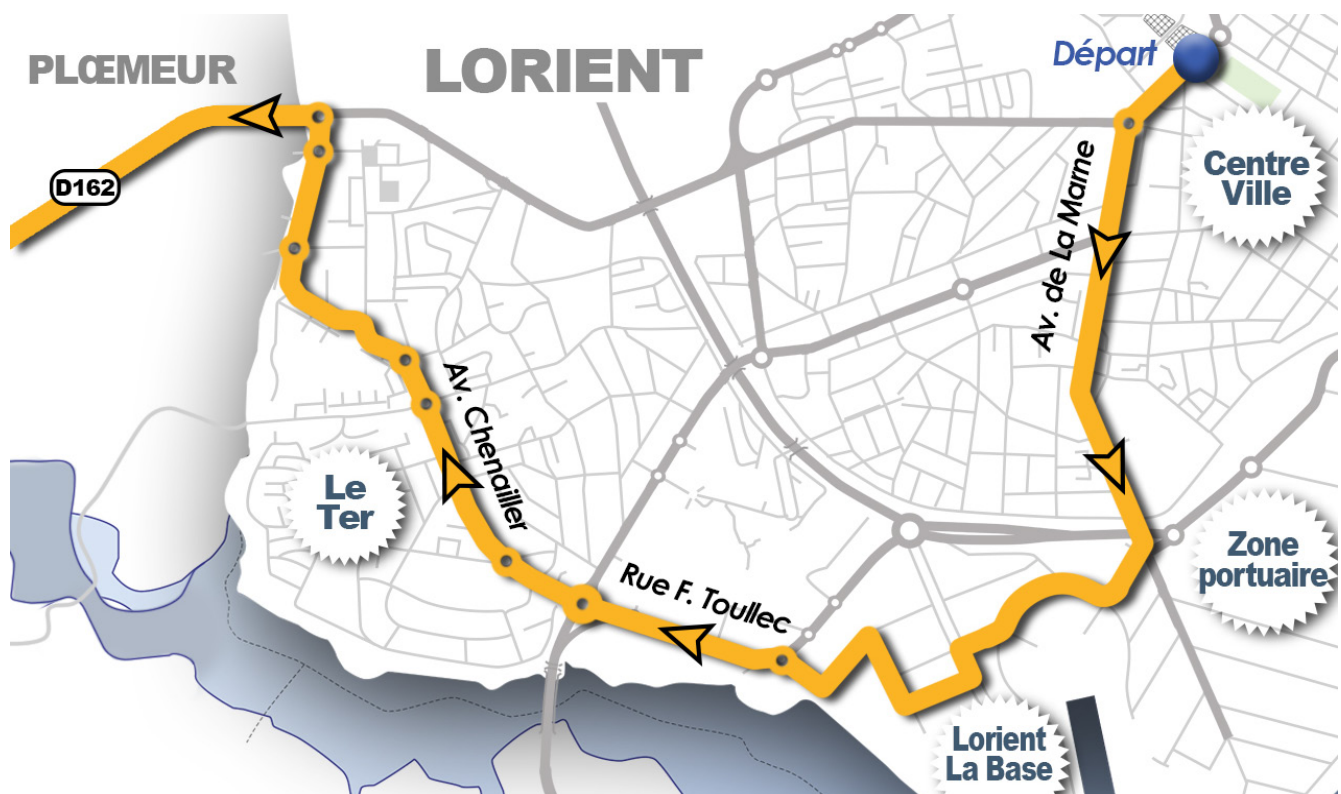 PLŒMEUR
LORIENT
Départ
D162
Centre
Ville
Av. de La Marne
Av. Chenailler
Le
Ter
Rue F. Toullec
Zone
portuaire
Lorient
La Base